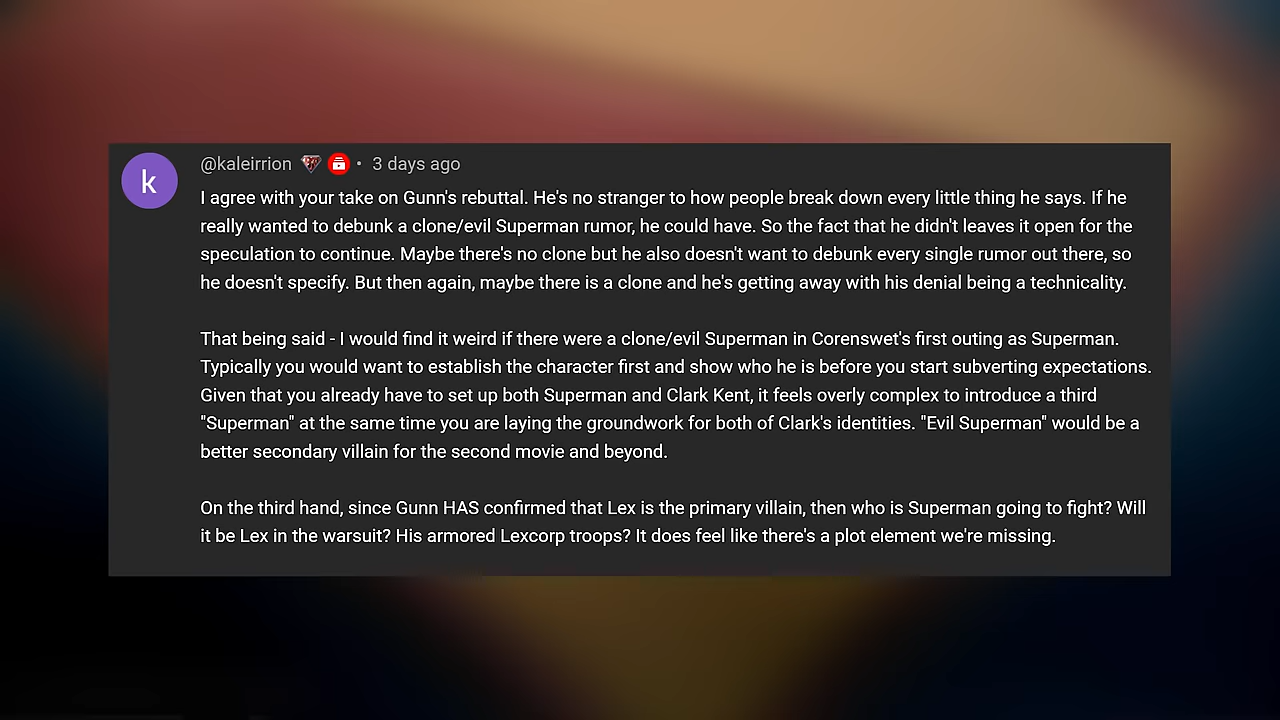 k
@kaleirrion • 3 days ago
I agree with your take on Gunn's rebuttal. He's no stranger to how people break down every little thing he says. If he
really wanted to debunk a clone/evil Superman rumor, he could have. So the fact that he didn't leaves it open for the
speculation to continue. Maybe there's no clone but he also doesn't want to debunk every single rumor out there, so
he doesn't specify. But then again, maybe there is a clone and he's getting away with his denial being a technicality.
That being said - I would find it weird if there were a clone/evil Superman in Corenswet's first outing as Superman.
Typically you would want to establish the character first and show who he is before you start subverting expectations.
Given that you already have to set up both Superman and Clark Kent, it feels overly complex to introduce a third
"Superman" at the same time you are laying the groundwork for both of Clark's identities. "Evil Superman" would be a
better secondary villain for the second movie and beyond.
On the third hand, since Gunn HAS confirmed that Lex is the primary villain, then who is Superman going to fight? Will
it be Lex in the warsuit? His armored Lexcorp troops? It does feel like there's a plot element we're missing.